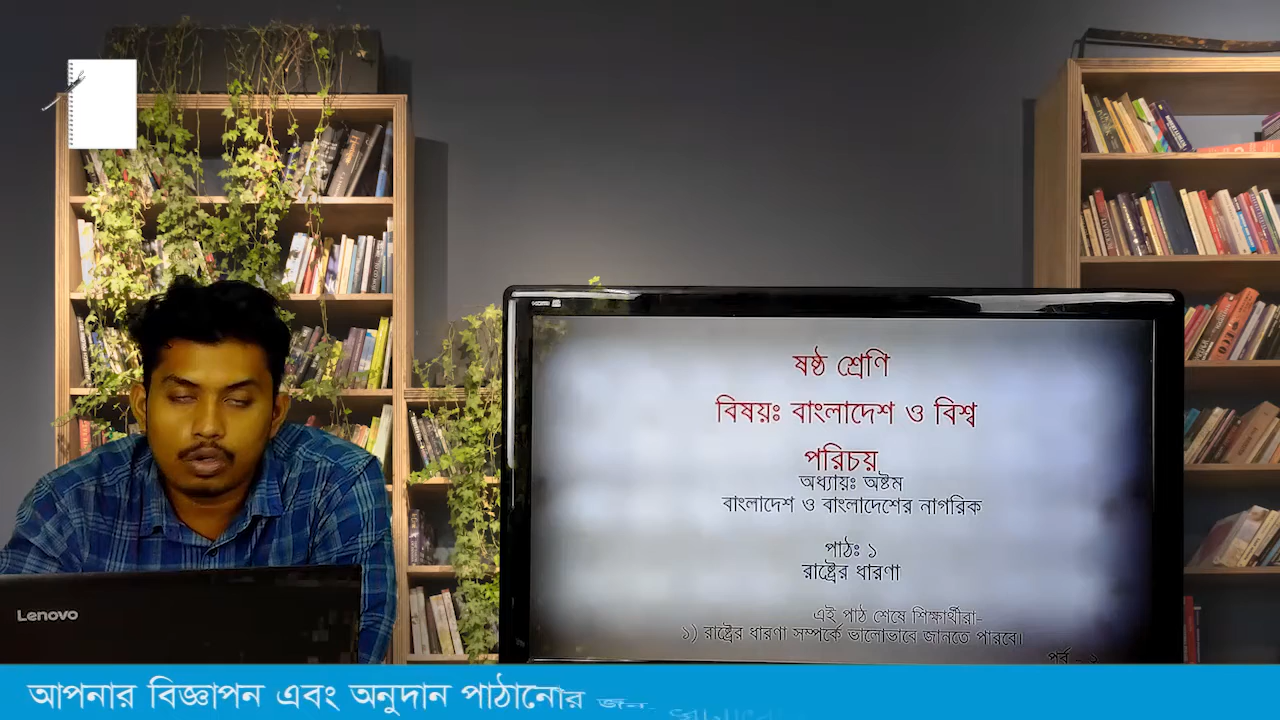 ষষ্ঠ শ্রেণি
বিষয়ঃ বাংলাদেশ ও বিশ্ব
পরিচয়
অধ্যায়ঃ অষ্টম
বাংলাদেশ ও বাংলাদেশের নাগরিক
পাঠঃ ১
রাষ্ট্রের ধারণা
এই পাঠ শেষে শিক্ষার্থীরা-
১) রাষ্ট্রের ধারণা সম্পর্কে ভালোভাবে জানতে পারবে।
Lenovo
আপনার বিজ্ঞাপন এবং অনুদান পাঠানোর